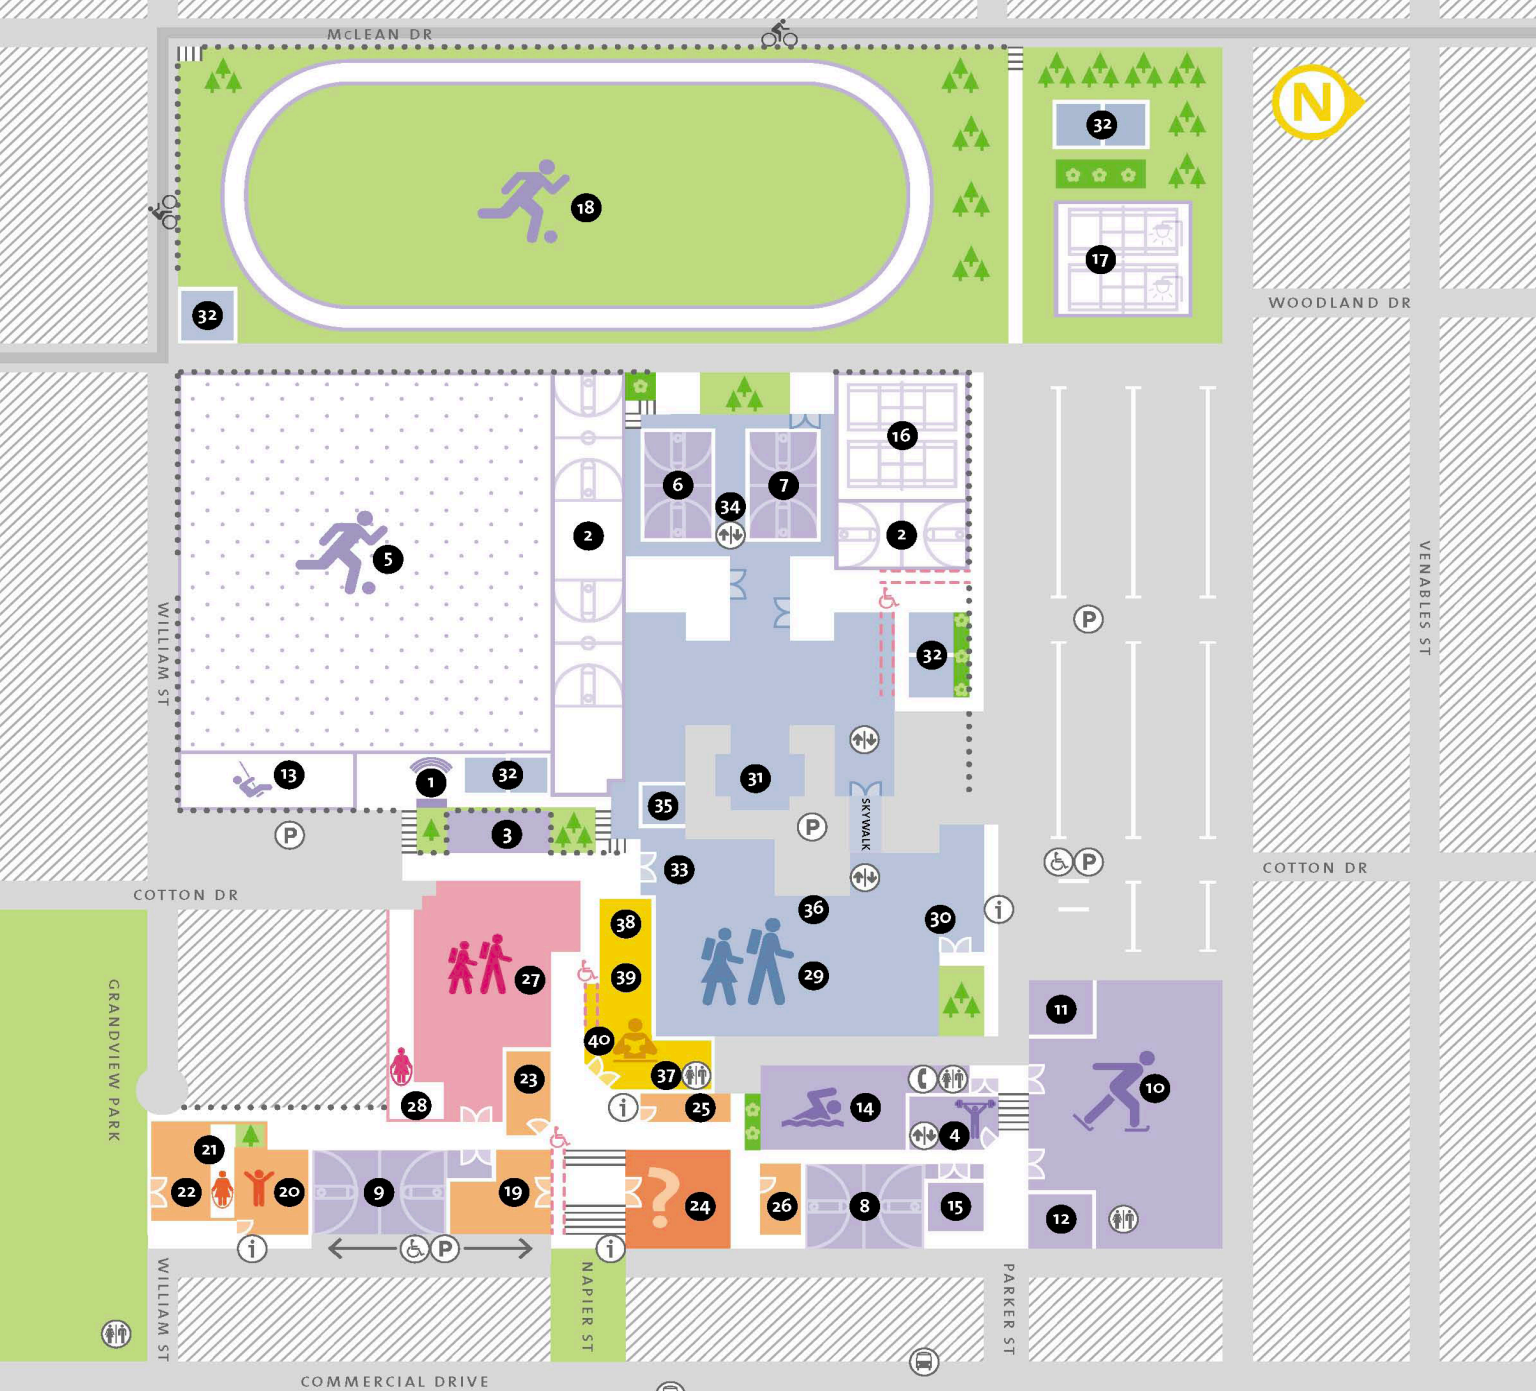 McLEAN DR
N
32
18
17
32
WOODLAND DR
16
6
7
34
2
2
5
P
VENABLES ST
WILLIAM ST
32
13
1
32
31
35
SKYWALK
P
P
3
33
P
COTTON DR
COTTON DR
36
30
i
38
27
39
29
GRANDVIEW PARK
11
40
37
23
10
28
i
25
14
4
21
22
20
9
19
24
26
8
15
12
i
P
i
WILLIAM ST
NAPIER ST
PARKER ST
COMMERCIAL DRIVE